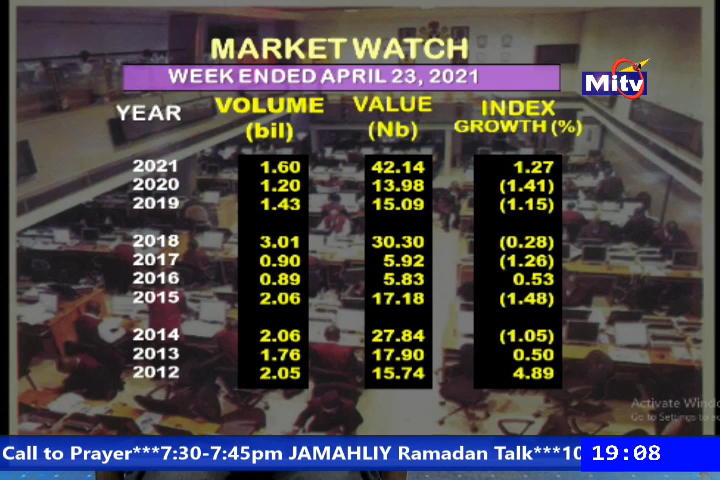 MARKET WATCH
WEEK ENDED APRIL 23, 2021
Mitv
YEAR VOLUME (bil) VALUE (Nb) INDEX GROWTH (%)
2021 1.60 42.14 1.27
2020 1.20 13.98 (1.41)
2019 1.43 15.09 (1.15)
2018 3.01 30.30 (0.28)
2017 0.90 5.92 (1.26)
2016 0.89 5.83 0.53
2015 2.06 17.18 (1.48)
2014 2.06 27.84 (1.05)
2013 1.76 17.90 0.50
2012 2.05 15.74 4.89
Activate Windo
Go to Settings to a
Call to Prayer***7:30-7:45pm JAMAHLIY Ramadan Talk***10 19:08